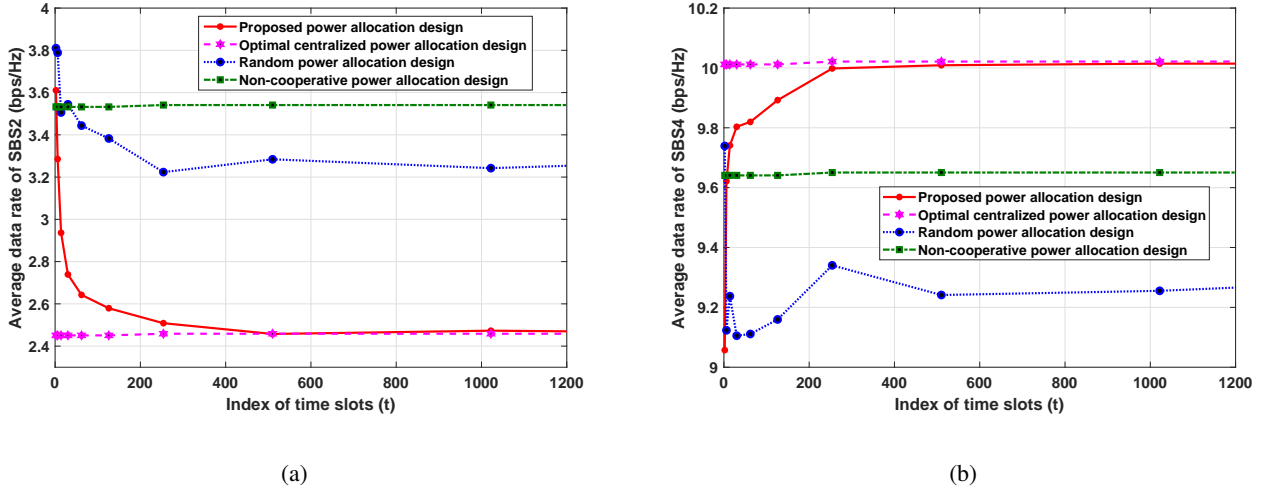 4
3.8
3.6
3.4
3.2
3
2.8
2.6
2.4
Average data rate of SBS2 (bps/Hz)
Proposed power allocation design
Optimal centralized power allocation design
Random power allocation design
Non-cooperative power allocation design
0 200 400 600 800 1000 1200
Index of time slots (t)
(a)
10.2
10
9.8
9.6
9.4
9.2
9
Average data rate of SBS4 (bps/Hz)
Proposed power allocation design
Optimal centralized power allocation design
Random power allocation design
Non-cooperative power allocation design
0 200 400 600 800 1000 1200
Index of time slots (t)
(b)